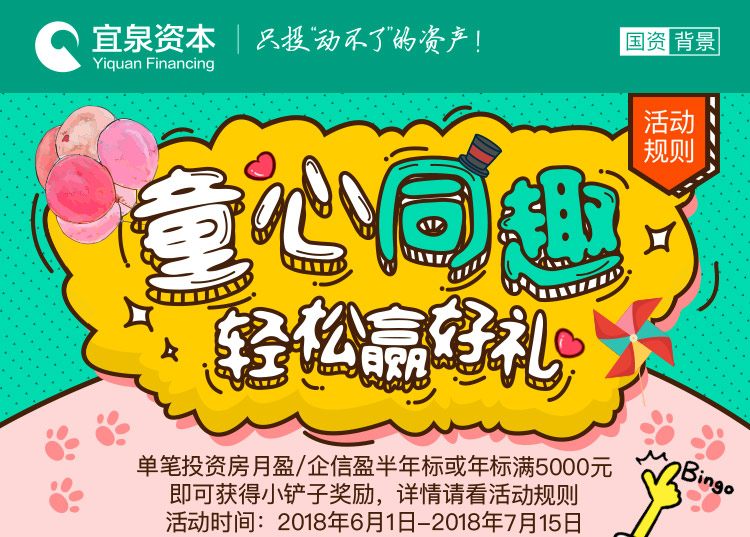 宜泉资本
Yiquan Financing
只投“动不了”的资产！
国资 背景
活动
规则
童心同趣
轻松赢好礼
单笔投资房月盈/企信盈半年标或年标满5000元
即可获得小铲子奖励，详情请看活动规则
活动时间：2018年6月1日-2018年7月15日
Bingo